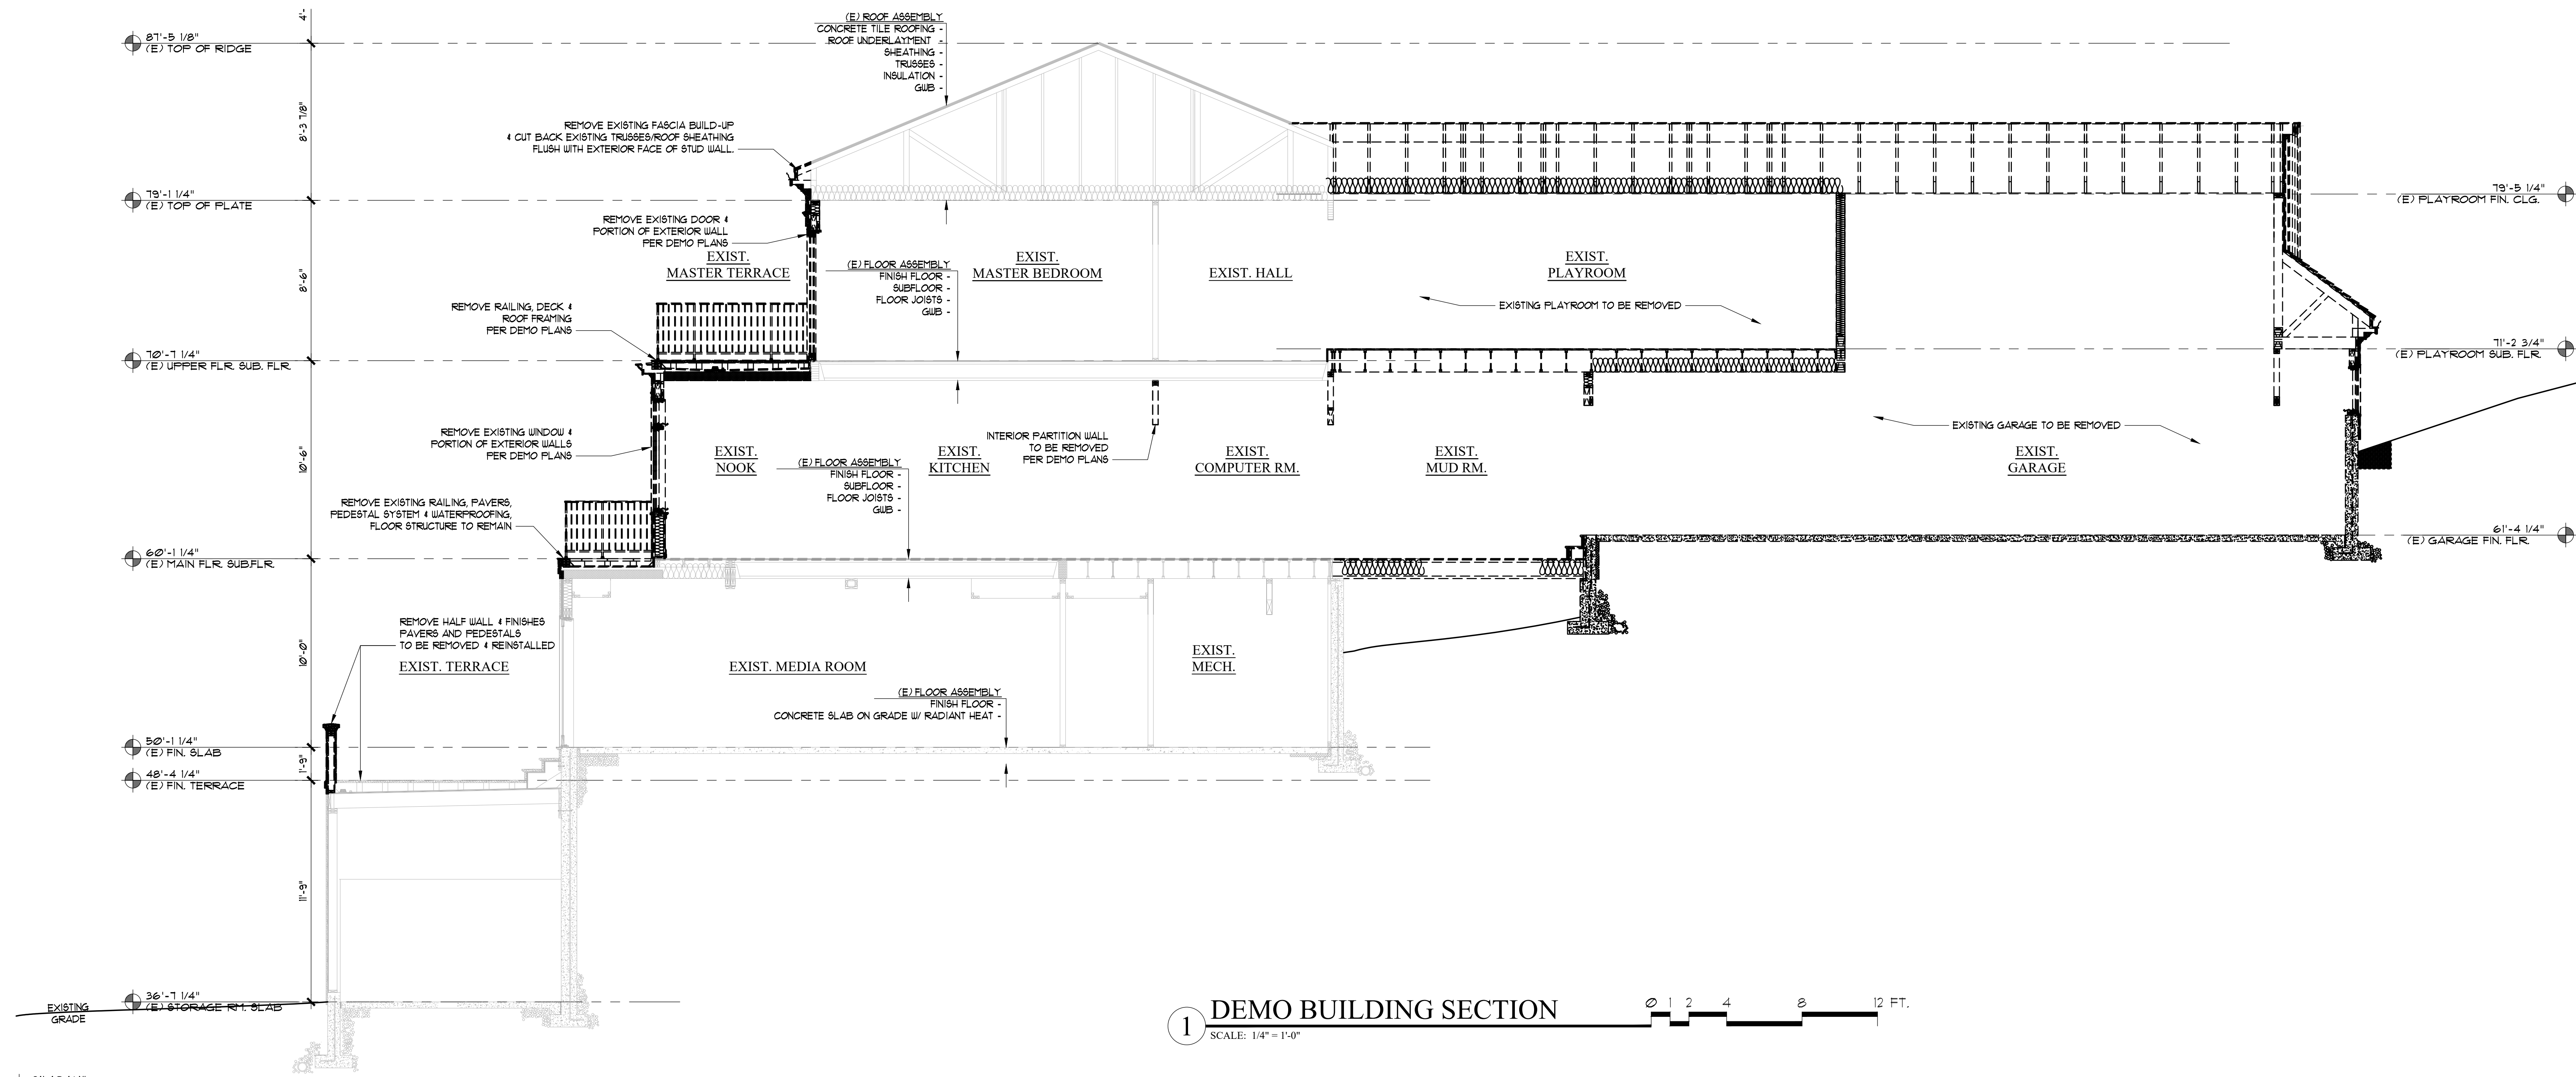 4'-
87'-5 1/8"
(E) TOP OF RIDGE
8'-3 7/8"
79'-1 1/4"
(E) TOP OF PLATE
8'-6"
70'-7 1/4"
(E) UPPER FLR. SUB. FLR.
10'-6"
60'-1 1/4"
(E) MAIN FLR. SUB.FLR.
10'-0"
50'-1 1/4"
(E) FIN. SLAB
1'-9"
48'-4 1/4"
(E) FIN. TERRACE
11'-9"
36'-7 1/4"
(E) STORAGE RM. SLAB
EXISTING
GRADE
(E) ROOF ASSEMBLY
CONCRETE TILE ROOFING -
ROOF UNDERLAYMENT -
SHEATHING -
TRUSSES -
INSULATION -
GWB -
REMOVE EXISTING FASCIA BUILD-UP
& CUT BACK EXISTING TRUSSES/ROOF SHEATHING
FLUSH WITH EXTERIOR FACE OF STUD WALL.
REMOVE EXISTING DOOR &
PORTION OF EXTERIOR WALL
PER DEMO PLANS
EXIST.
MASTER TERRACE
(E) FLOOR ASSEMBLY
FINISH FLOOR -
SUBFLOOR -
FLOOR JOISTS -
GWB -
EXIST.
MASTER BEDROOM
EXIST. HALL
EXIST.
PLAYROOM
EXISTING PLAYROOM TO BE REMOVED
79'-5 1/4"
(E) PLAYROOM FIN. CLG.
REMOVE RAILING, DECK &
ROOF FRAMING
PER DEMO PLANS
71'-2 3/4"
(E) PLAYROOM SUB. FLR.
REMOVE EXISTING WINDOW &
PORTION OF EXTERIOR WALLS
PER DEMO PLANS
EXIST.
NOOK
(E) FLOOR ASSEMBLY
FINISH FLOOR -
SUBFLOOR -
FLOOR JOISTS -
GWB -
EXIST.
KITCHEN
INTERIOR PARTITION WALL
TO BE REMOVED
PER DEMO PLANS
EXIST.
COMPUTER RM.
EXIST.
MUD RM.
EXISTING GARAGE TO BE REMOVED
EXIST.
GARAGE
61'-4 1/4"
(E) GARAGE FIN. FLR.
REMOVE EXISTING RAILING, PAVERS,
PEDESTAL SYSTEM & WATERPROOFING,
FLOOR STRUCTURE TO REMAIN
REMOVE HALF WALL & FINISHES
PAVERS AND PEDESTALS
TO BE REMOVED & REINSTALLED
EXIST. TERRACE
EXIST. MEDIA ROOM
EXIST.
MECH.
(E) FLOOR ASSEMBLY
FINISH FLOOR -
CONCRETE SLAB ON GRADE W/ RADIANT HEAT -
1
DEMO BUILDING SECTION
SCALE: 1/4" = 1'-0"
0 1 2 4 8 12 FT.